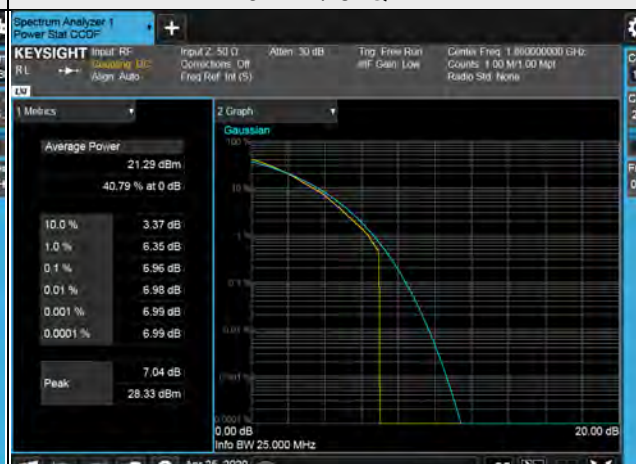 Spectrum Analyzer 1
Power Stat CCDF
+
KEYSIGHT Input: RF Input Z: 50 Ω Atten: 30 dB Trig: Free Run Center Freq: 1.860000000 GHz
RL Coupling: DC Corrections: Off #IF Gain: Low Counts: 1.00 M/1.00 Mpt
Align: Auto Freq Ref: Int (S) Radio Std: None
LXI
1 Metrics 2 Graph
Gaussian
Average Power
21.29 dBm
40.79 % at 0 dB
10.0 % 3.37 dB
1.0 % 6.35 dB
0.1 % 6.96 dB
0.01 % 6.98 dB
0.001 % 6.99 dB
0.0001 % 6.99 dB
Peak 7.04 dB
28.33 dBm
100 %
10 %
1 %
0.1 %
0.01 %
0.001 %
0.0001 %
0.00 dB 20.00 dB
Info BW 25.000 MHz